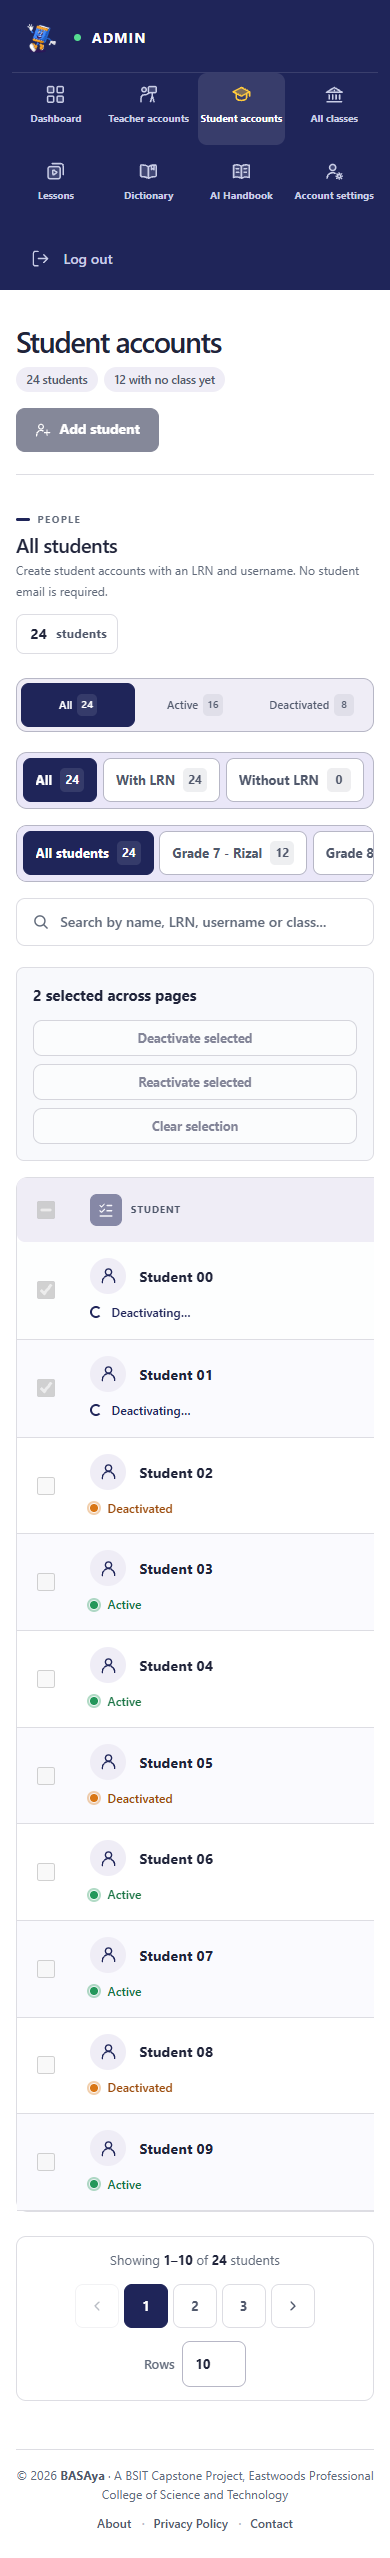 ADMIN
Dashboard
Teacher accounts
Student accounts
All classes
Lessons
Dictionary
AI Handbook
Account settings
Log out
Student accounts
24 students
12 with no class yet
Add student
PEOPLE
All students
Create student accounts with an LRN and username. No student
email is required.
24 students
All 24
Active 16
Deactivated 8
All 24
With LRN 24
Without LRN 0
All students 24
Grade 7 - Rizal 12
Grade 8
Search by name, LRN, username or class...
2 selected across pages
Deactivate selected
Reactivate selected
Clear selection
STUDENT
Student 00
Deactivating...
Student 01
Deactivating...
Student 02
Deactivated
Student 03
Active
Student 04
Active
Student 05
Deactivated
Student 06
Active
Student 07
Active
Student 08
Deactivated
Student 09
Active
Showing 1–10 of 24 students
1 2 3
Rows 10
© 2026 BASAya · A BSIT Capstone Project, Eastwoods Professional
College of Science and Technology
About · Privacy Policy · Contact